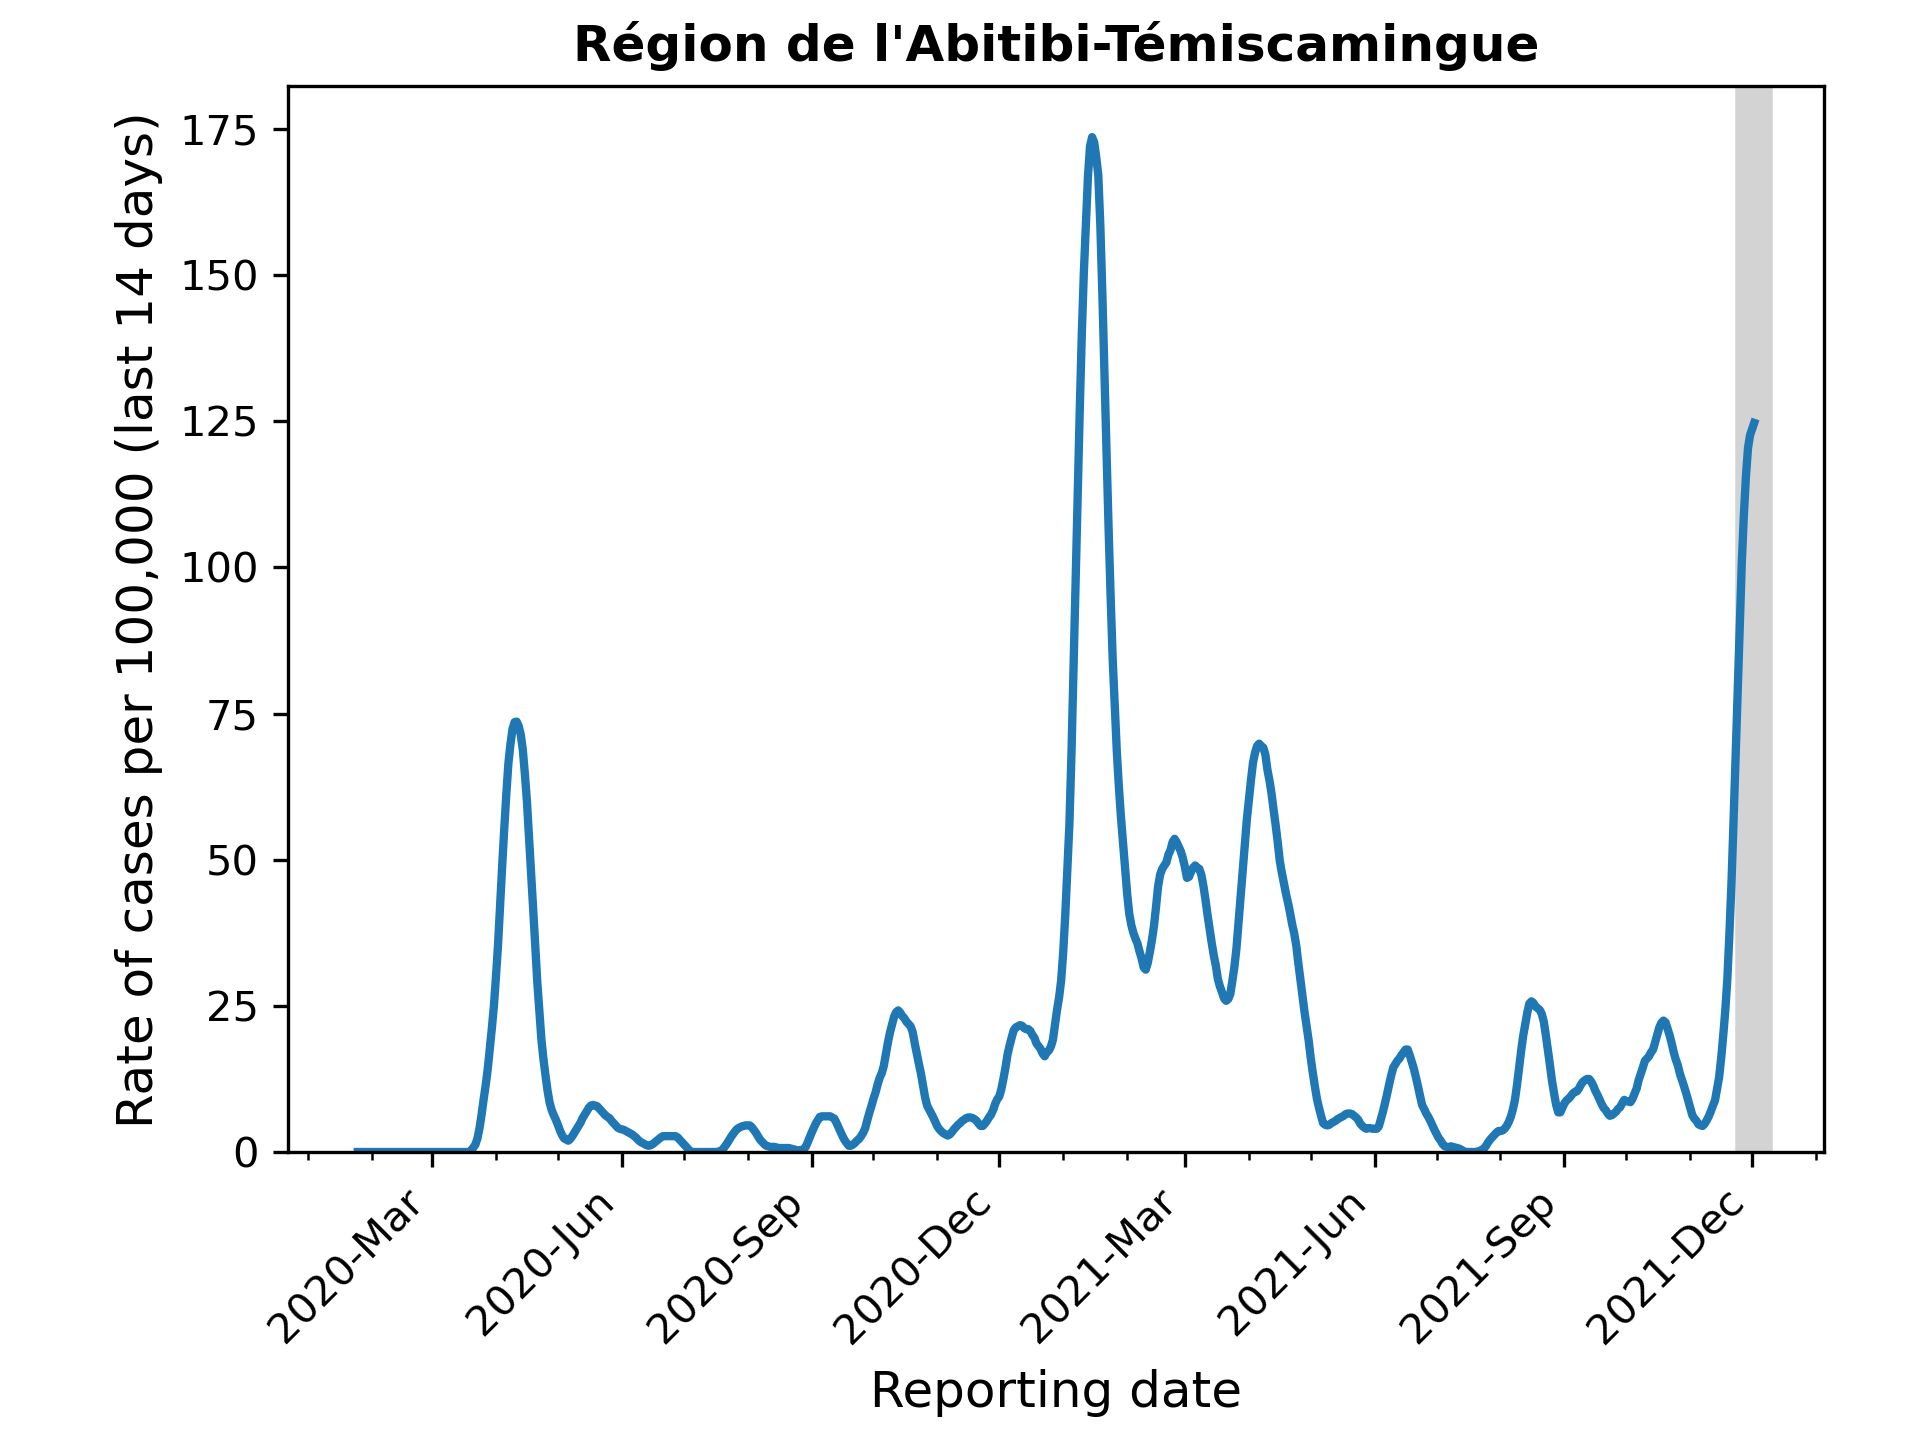 Région de l'Abitibi-Témiscamingue
Rate of cases per 100,000 (last 14 days)
175
150
125
100
75
50
25
0
2020-Mar
2020-Jun
2020-Sep
2020-Dec
2021-Mar
2021-Jun
2021-Sep
2021-Dec
Reporting date